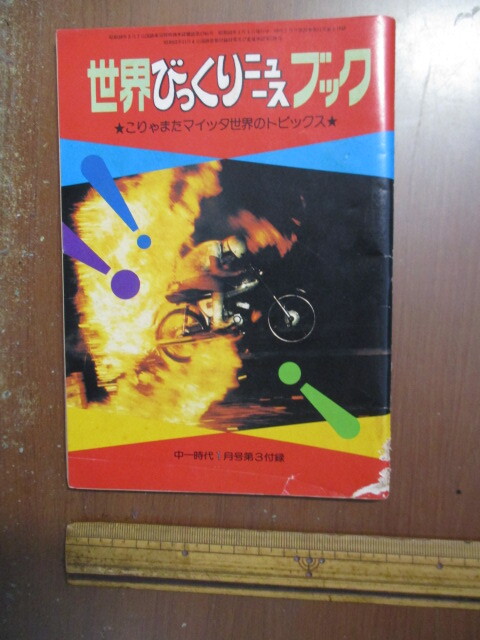 世界びっくりニュースブック
★こりゃまたマイッタ世界のトピックス★
中一時代 月号第3付録